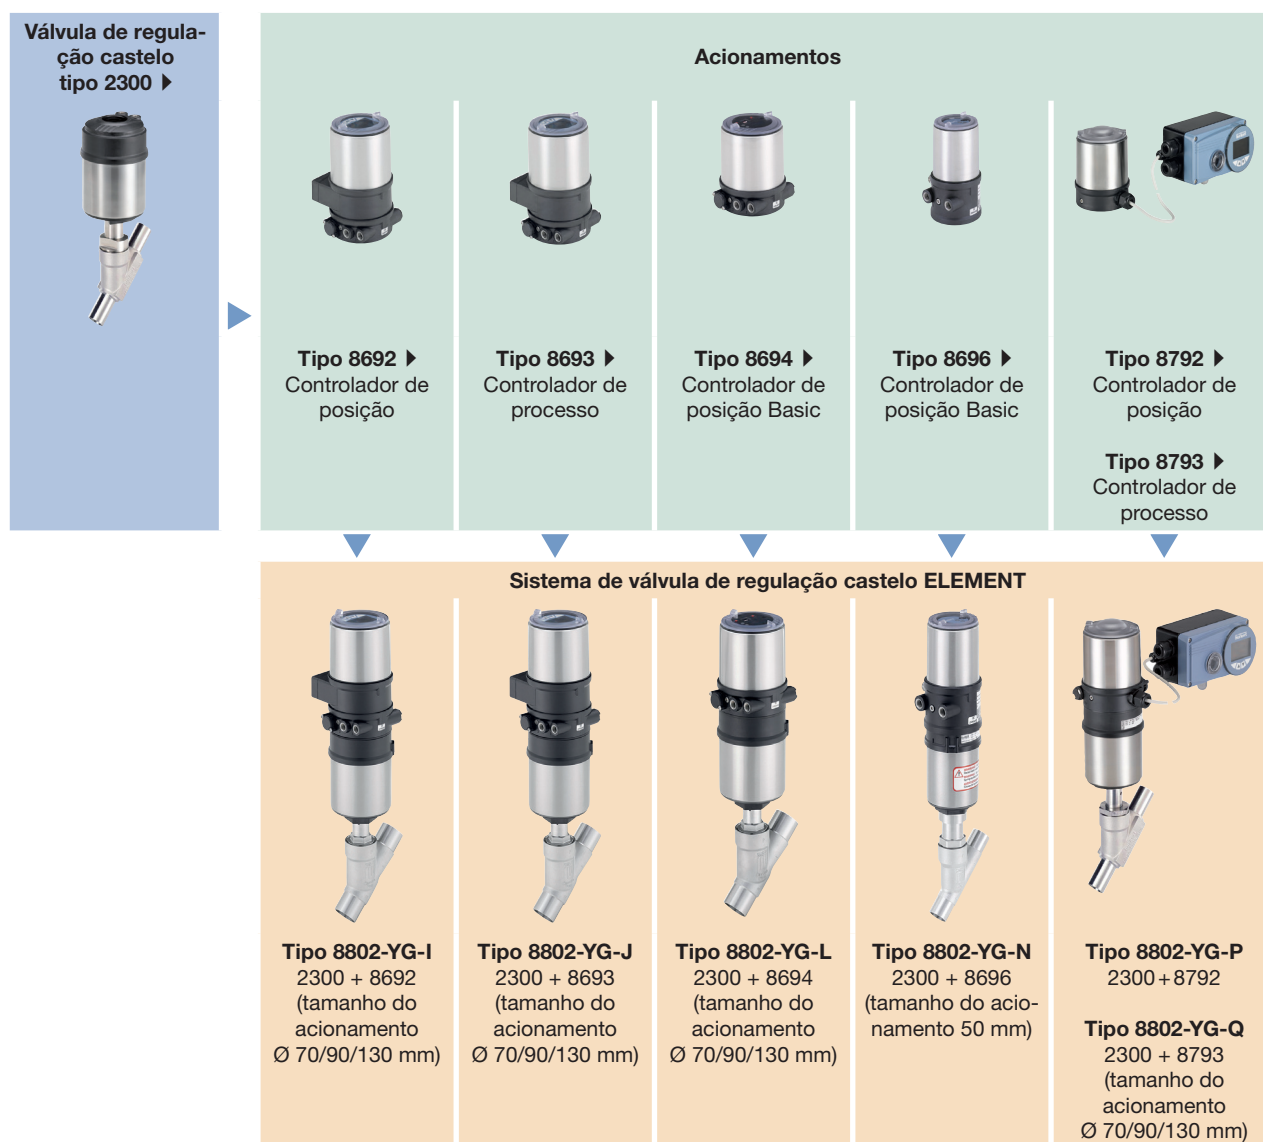 Válvula de regula-
ção castelo
tipo 2300 ▶
Acionamentos
Tipo 8692 ▶
Controlador de
posição
Tipo 8693 ▶
Controlador de
processo
Tipo 8694 ▶
Controlador de
posição Basic
Tipo 8696 ▶
Controlador de
posição Basic
Tipo 8792 ▶
Controlador de
posição
Tipo 8793 ▶
Controlador de
processo
Sistema de válvula de regulação castelo ELEMENT
Tipo 8802-YG-I
2300 + 8692
(tamanho do
acionamento
Ø 70/90/130 mm)
Tipo 8802-YG-J
2300 + 8693
(tamanho do
acionamento
Ø 70/90/130 mm)
Tipo 8802-YG-L
2300 + 8694
(tamanho do
acionamento
Ø 70/90/130 mm)
Tipo 8802-YG-N
2300 + 8696
(tamanho do acio-
namento 50 mm)
Tipo 8802-YG-P
2300+8792
Tipo 8802-YG-Q
2300 + 8793
(tamanho do
acionamento
Ø 70/90/130 mm)